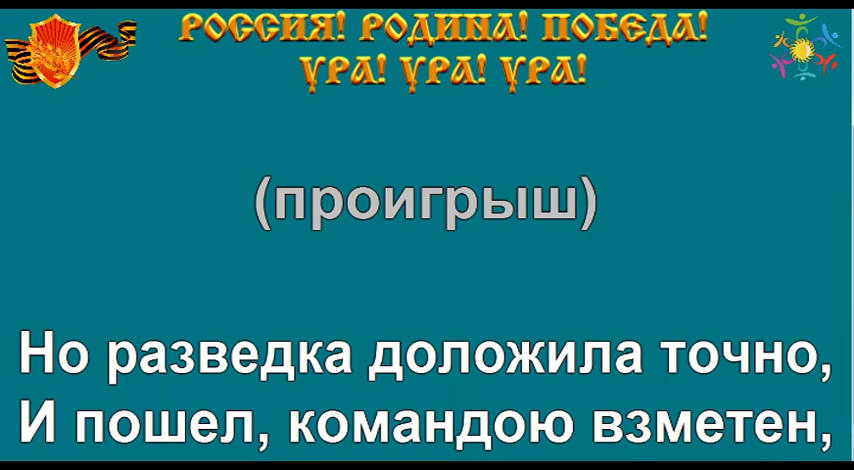 РОССИЯ! РОДИНА! ПОБЕДА!
УРА! УРА! УРА!
(проигрыш)
Но разведка доложила точно,
И пошел, командою взметен,